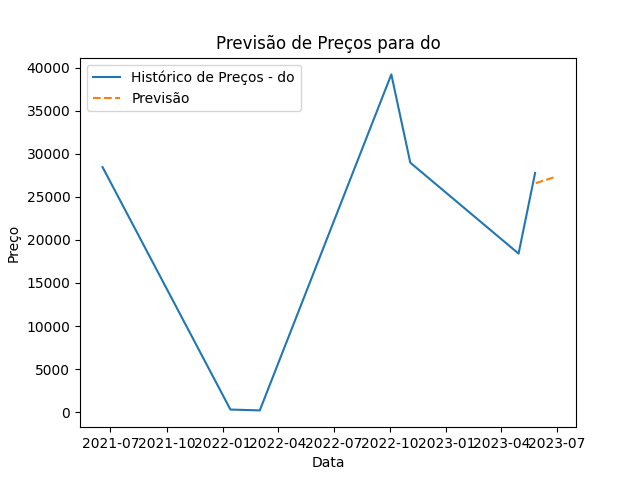 Previsão de Preços para do
Histórico de Preços - do
Previsão
40000
35000
30000
25000
20000
15000
10000
5000
0
Preço
2021-07 2021-10 2022-01 2022-04 2022-07 2022-10 2023-01 2023-04 2023-07
Data